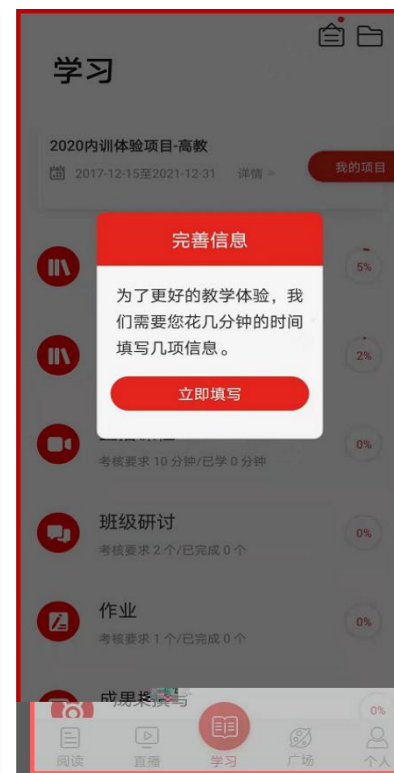 学习
2020内训体验项目-高教
2017-12-15至2021-12-31 详情
我的项目
完善信息
为了更好的教学体验，我
们需要您花几分钟的时间
填写几项信息。
立即填写
5%
2%
考核要求 10 分钟/已学 0 分钟
0%
班级研讨
考核要求 2 个/已完成 0 个
0%
作业
考核要求 1 个/已完成 0 个
0%
成果撰写
0%
阅读 直播 学习 广场 个人